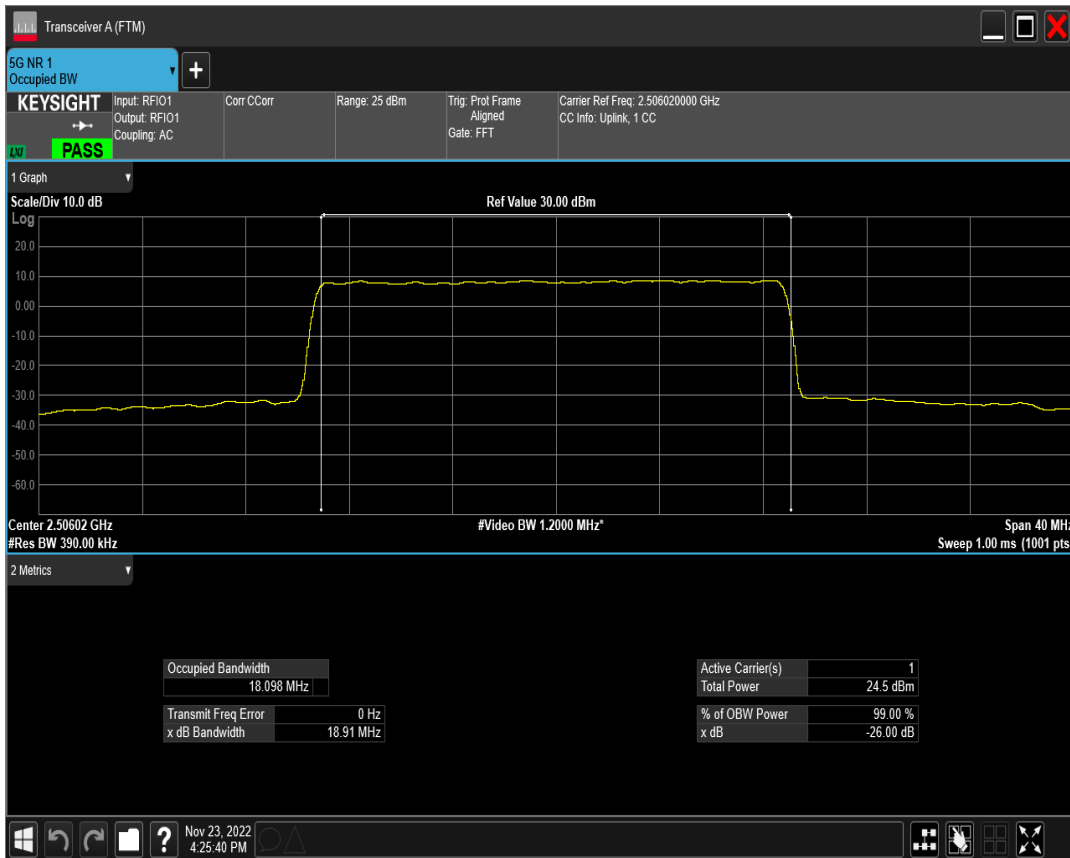 Transceiver A (FTM)
5G NR 1
Occupied BW
+
KEYSIGHT
LXI
PASS
Input: RFIO1
Output: RFIO1
Coupling: AC
Corr CCorr
Range: 25 dBm
Trig: Prot Frame
Aligned
Gate: FFT
Carrier Ref Freq: 2.506020000 GHz
CC Info: Uplink, 1 CC
1 Graph
Scale/Div 10.0 dB
Ref Value 30.00 dBm
Log
20.0
10.0
0.00
-10.0
-20.0
-30.0
-40.0
-50.0
-60.0
Center 2.50602 GHz
#Video BW 1.2000 MHz*
Span 40 MHz
#Res BW 390.00 kHz
Sweep 1.00 ms (1001 pts
2 Metrics
Occupied Bandwidth
18.098 MHz
Transmit Freq Error 0 Hz
x dB Bandwidth 18.91 MHz
Active Carrier(s) 1
Total Power 24.5 dBm
% of OBW Power 99.00 %
x dB -26.00 dB
?
Nov 23, 2022
4:25:40 PM